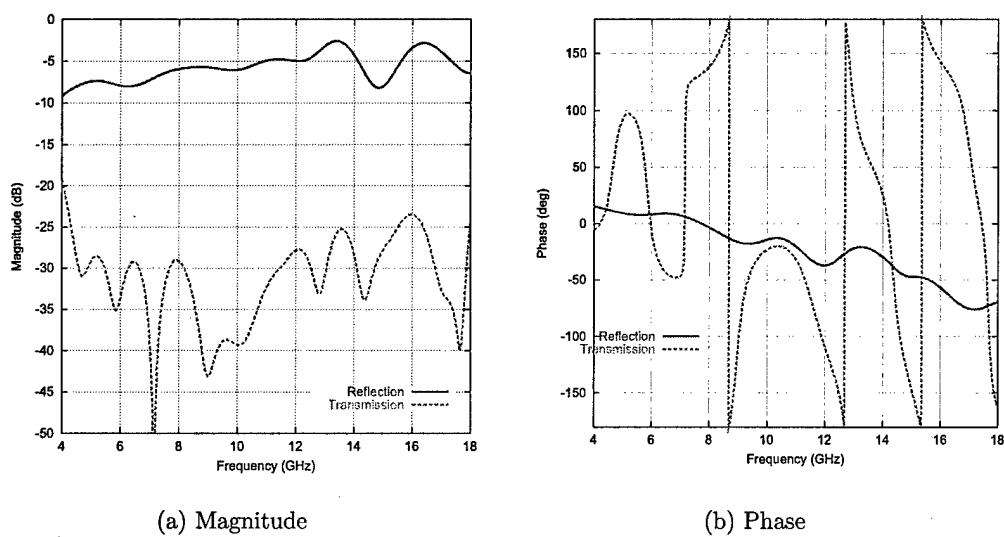 0
-5
-10
-15
-20
-25
-30
-35
-40
-45
-50
Magnitude (dB)
Reflection
Transmission
4 6 8 10 12 14 16 18
Frequency (GHz)
(a) Magnitude
150
100
50
0
-50
-100
-150
Phase (deg)
Reflection
Transmission
4 6 8 10 12 14 16 18
Frequency (GHz)
(b) Phase